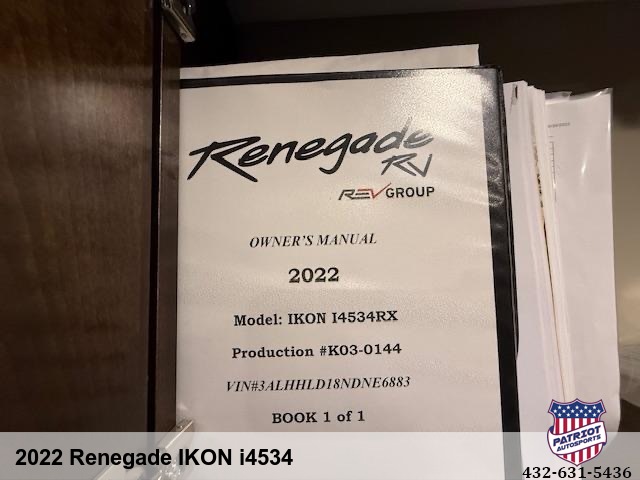 Renegade
RV
REV GROUP
OWNER'S MANUAL
2022
Model: IKON I4534RX
Production #K03-0144
VIN#3ALHHLD18NDNE6883
BOOK 1 of 1
2022 Renegade IKON i4534
PATRIOT
AUTOSPORTS
432-631-5436